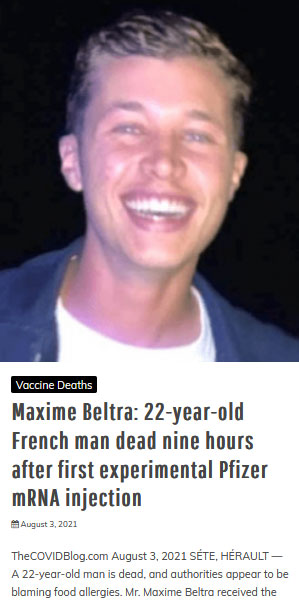 Vaccine Deaths
Maxime Beltra: 22-year-old
French man dead nine hours
after first experimental Pfizer
mRNA injection
August 3, 2021
TheCOVIDBlog.com August 3, 2021 SÉTE, HÉRAULT —
A 22-year-old man is dead, and authorities appear to be
blaming food allergies. Mr. Maxime Beltra received the